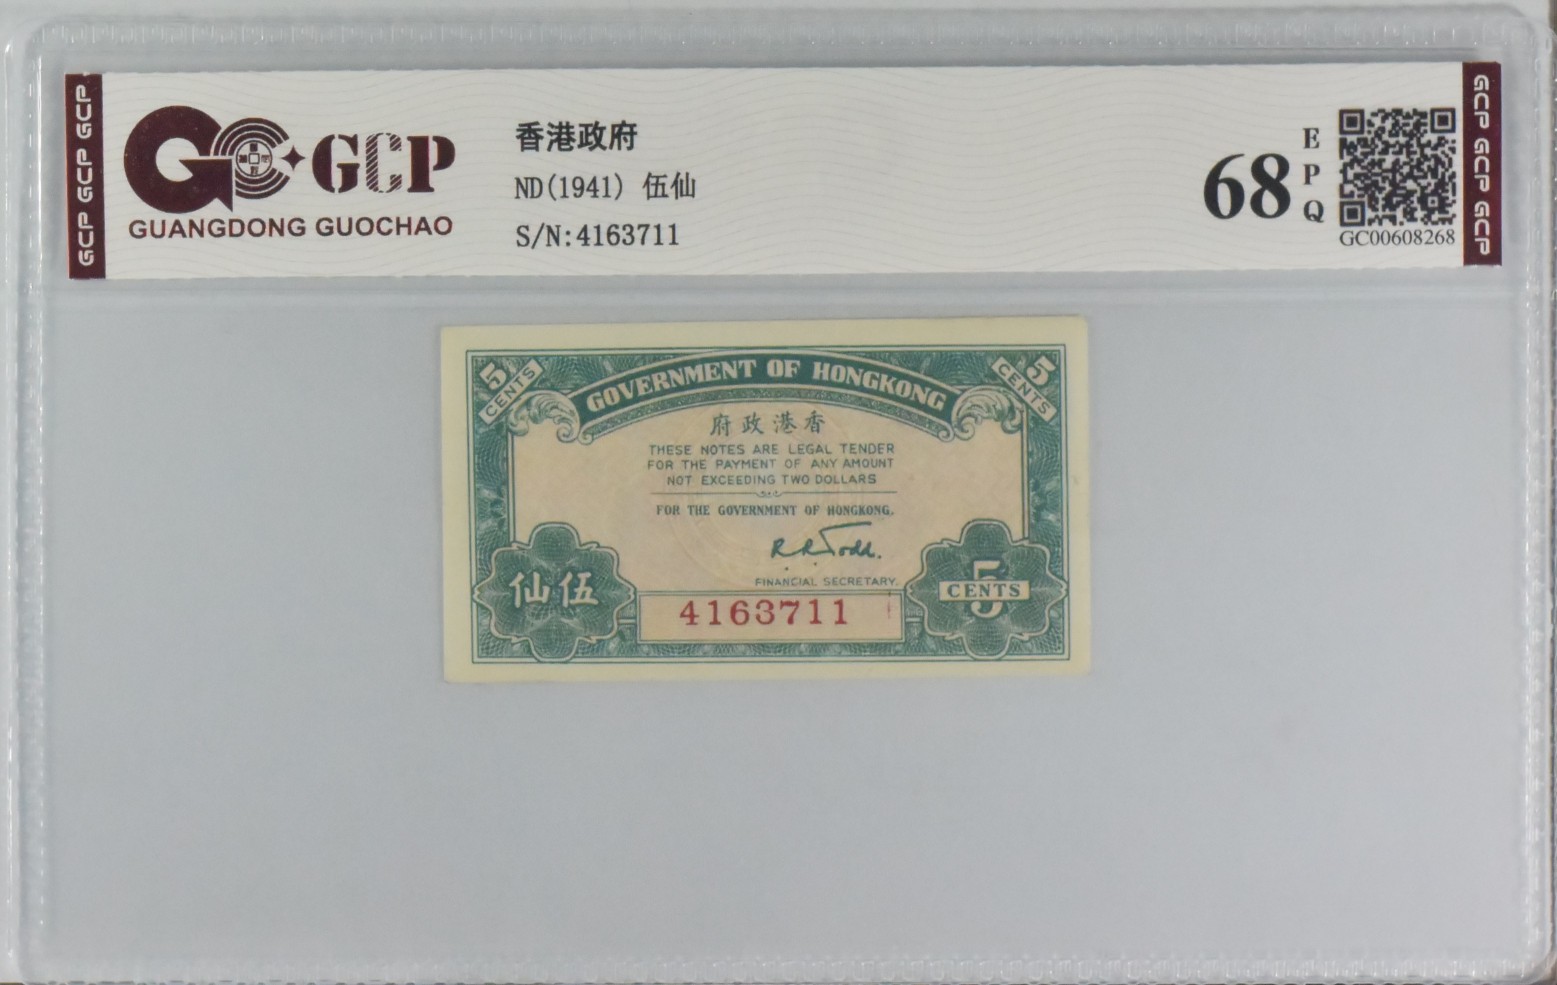 GCP GCP GCP
GCP
GUANGDONG GUOCHAO
香港政府
ND(1941) 伍仙
S/N:4163711
68
EPQ
GC00608268
GCP GCP GCP
5 CENTS
5 CENTS
GOVERNMENT OF HONGKONG
府政港香
THESE NOTES ARE LEGAL TENDER
FOR THE PAYMENT OF ANY AMOUNT
NOT EXCEEDING TWO DOLLARS
FOR THE GOVERNMENT OF HONGKONG.
R.R.Todd.
FINANCIAL SECRETARY.
仙伍
4163711
5 CENTS